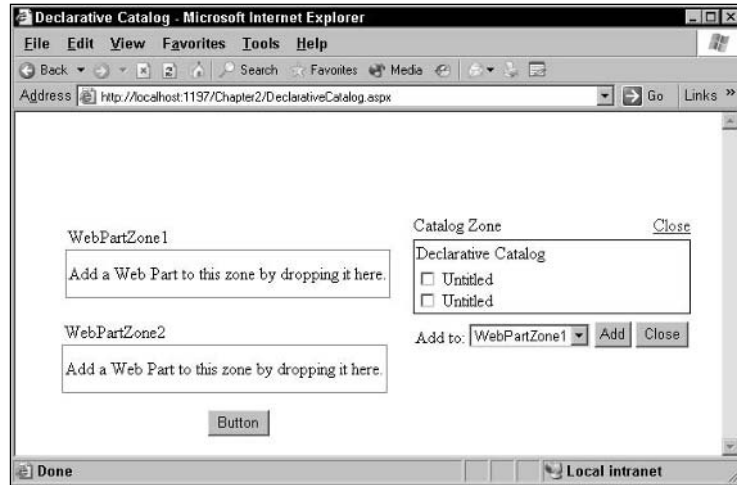 Declarative Catalog - Microsoft Internet Explorer
File Edit View Favorites Tools Help
Back Search Favorites Media
Address http://localhost:1197/Chapter2/DeclarativeCatalog.aspx Go Links »
Catalog Zone Close
WebPartZone1
Declarative Catalog
Add a Web Part to this zone by dropping it here.
Untitled
Untitled
WebPartZone2
Add to: WebPartZone1 Add Close
Add a Web Part to this zone by dropping it here.
Button
Done Local intranet